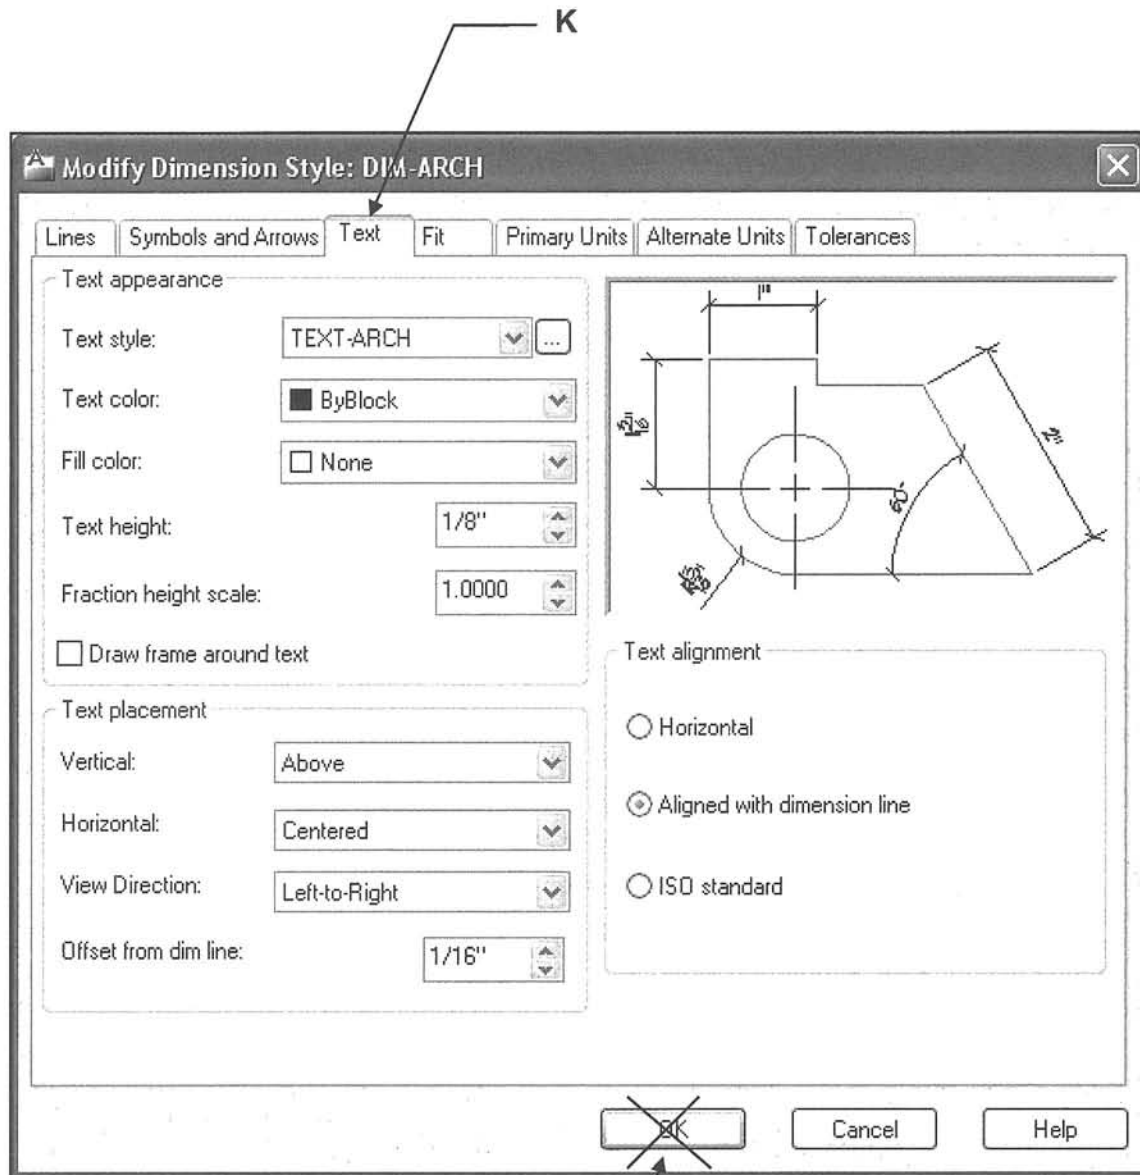 K
Modify Dimension Style: DIM-ARCH
Lines Symbols and Arrows Text Fit Primary Units Alternate Units Tolerances
Text appearance
Text style: TEXT-ARCH ...
Text color: ByBlock
Fill color: None
Text height: 1/8"
Fraction height scale: 1.0000
Draw frame around text
Text placement
Vertical: Above
Horizontal: Centered
View Direction: Left-to-Right
Offset from dim line: 1/16"
1"
2"
60°
Text alignment
Horizontal
Aligned with dimension line
ISO standard
OK Cancel Help